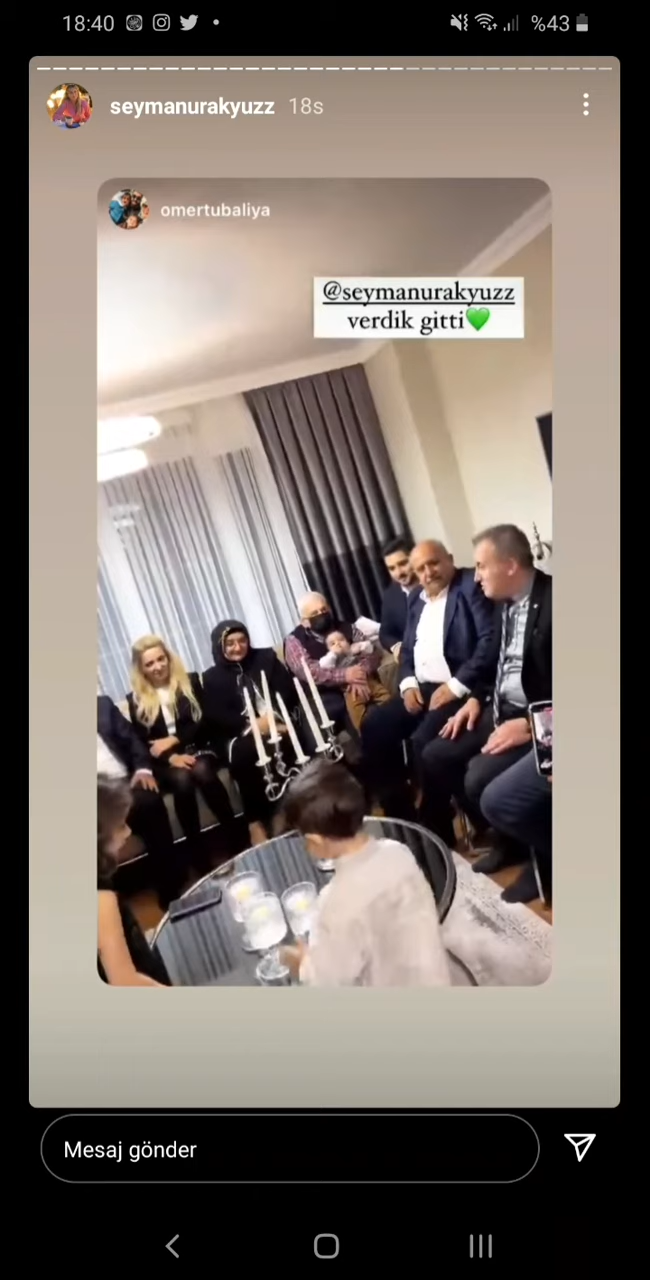 18:40
%43
seymanurakyuzz 18s
omertubaliya
@seymanurakyuzz
verdik gitti💚
Mesaj gönder